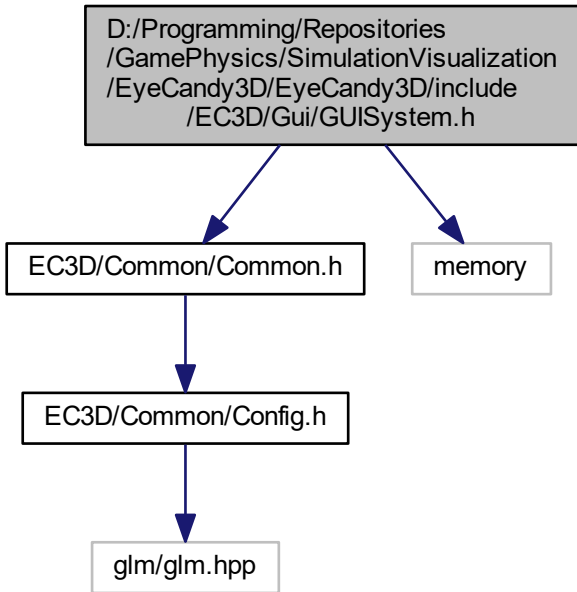 D:/Programming/Repositories
/GamePhysics/SimulationVisualization
/EyeCandy3D/EyeCandy3D/include
/EC3D/Gui/GUISystem.h
EC3D/Common/Common.h
memory
EC3D/Common/Config.h
glm/glm.hpp